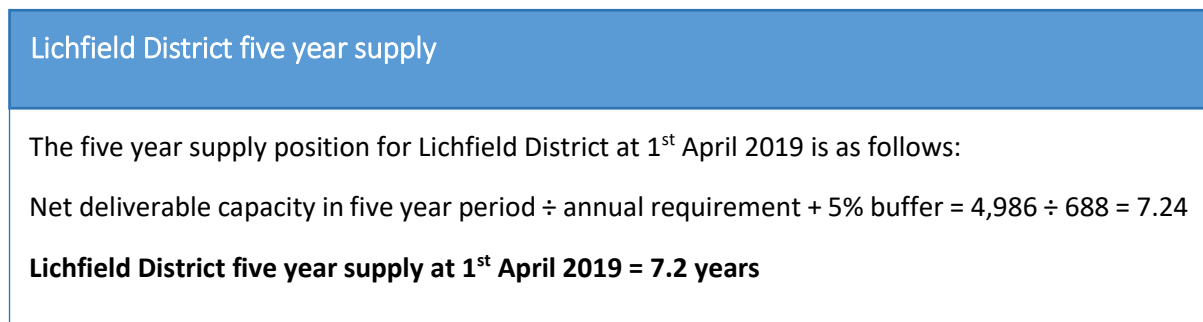 Lichfield District five year supply
The five year supply position for Lichfield District at 1st April 2019 is as follows:
Net deliverable capacity in five year period ÷ annual requirement + 5% buffer = 4,986 ÷ 688 = 7.24
Lichfield District five year supply at 1st April 2019 = 7.2 years